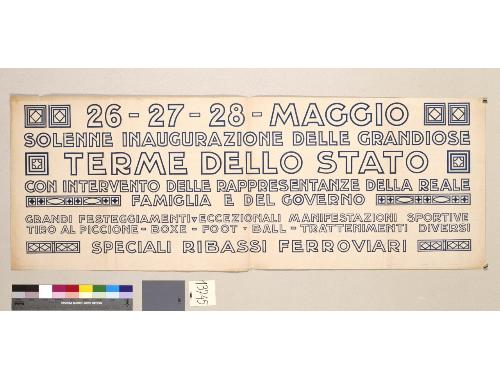 26 - 27 - 28 - MAGGIO
SOLENNE INAUGURAZIONE DELLE GRANDIOSE
TERME DELLO STATO
CON INTERVENTO DELLE RAPPRESENTANZE DELLA REALE
FAMIGLIA E DEL GOVERNO
GRANDI FESTEGGIAMENTI E ECCEZIONALI MANIFESTAZIONI SPORTIVE
TIRO AL PICCIONE - BOXE - FOOT - BALL - TRATTENIMENTI DIVERSI
SPECIALI RIBASSI FERROVIARI
13745